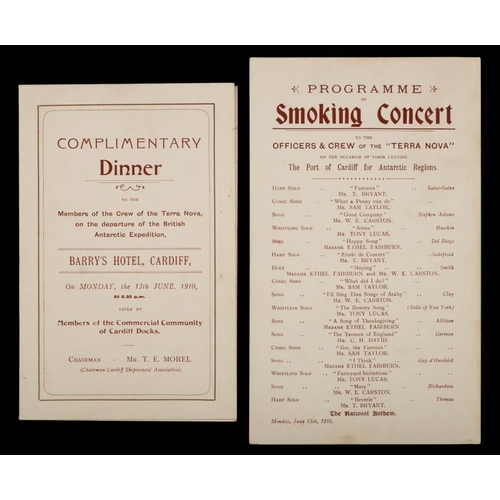 COMPLIMENTARY
Dinner
TO THE
Members of the Crew of the Terra Nova,
on the departure of the British
Antarctic Expedition,
BARRY'S HOTEL, CARDIFF,
On MONDAY, the 13th JUNE, 1910,
At 6.30 p.m.
GIVEN BY
Members of the Commercial Community
of Cardiff Docks.
CHAIRMAN - MR. T. E. MOREL
(Chairman Cardiff Shipowners' Association).
PROGRAMME
OF
Smoking Concert
TO THE
OFFICERS & CREW OF THE "TERRA NOVA"
ON THE OCCASION OF THEIR LEAVING
The Port of Cardiff for Antarctic Regions.
HARP SOLO .. "Fantasia" .. Saint-Saëns
MR. T. BRYANT.
COMIC SONG .. "What a Penny can do" ..
MR. SAM TAYLOR.
SONG .. "Good Company" .. Stephen Adams
MR. W. E. CARSTON.
WHISTLING SOLO .. "Serna" ..
MR. TONY LUCAS.
SONG .. "Happy Song" .. Del Diego
MADAME ETHEL FAIRBURN.
HARP SOLO .. "Etude de Concert" .. Godefroid
MR. T. BRYANT.
DUET .. "Maying" .. Smith
MADAME ETHEL FAIRBURN and MR. W. E. CARSTON.
COMIC SONG .. "What did I do?" ..
MR. SAM TAYLOR.
SONG .. "I'll Sing Thee Songs of Araby" .. Clay
MR. W. E. CARSTON.
WHISTLING SOLO .. "The Bowery Song" .. (Belle of New York)
MR. TONY LUCAS.
SONG .. "A Song of Thanksgiving" .. Allitsen
MADAME ETHEL FAIRBURN
SONG .. "The Yeomen of England" .. German
MR. C. H. DAVID.
COMIC SONG .. "Jim, the Fireman" ..
MR. SAM TAYLOR.
SONG .. "I Think" .. Guy d'Hardelot
MADAME ETHEL FAIRBURN.
WHISTLING SOLO .. "Farmyard Imitations" ..
MR. TONY LUCAS.
SONG .. "Mary" .. Richardson
MR. W. E. CARSTON.
HARP SOLO .. "Reverie" .. Thomas
MR. T. BRYANT.
The National Anthem.
Monday, June 13th, 1910.